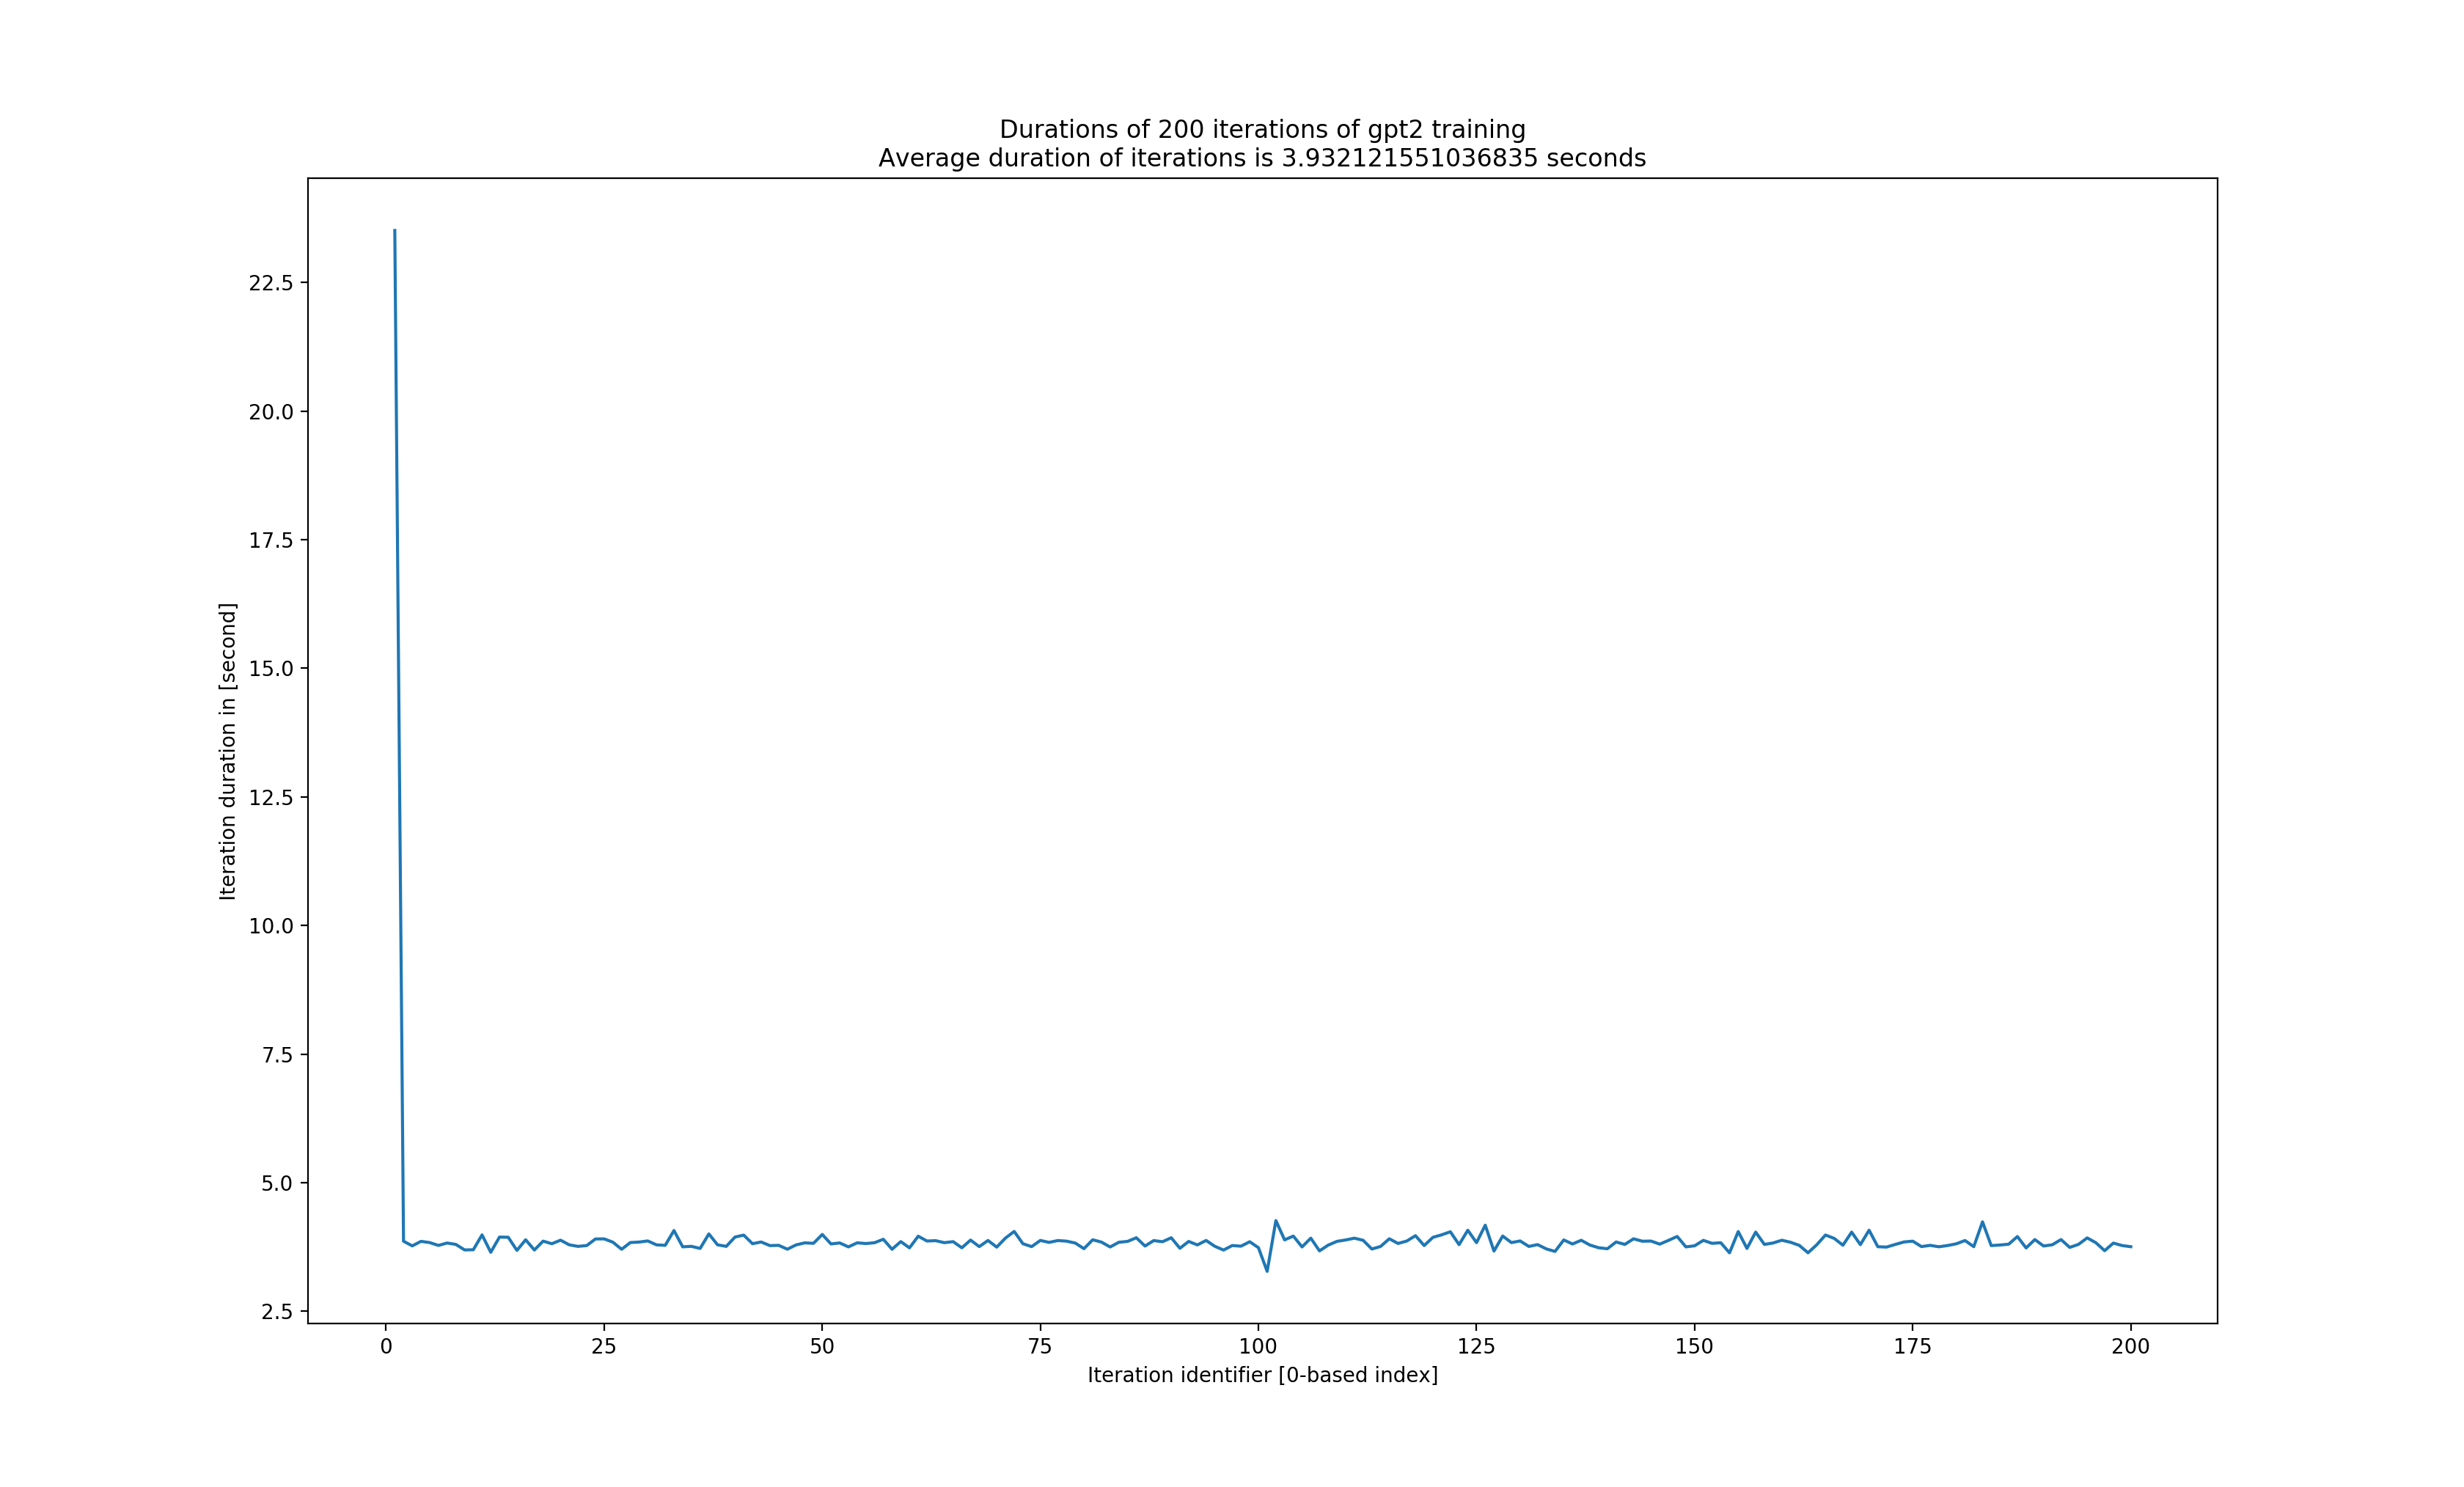 Durations of 200 iterations of gpt2 training
Average duration of iterations is 3.932121551036835 seconds
22.5
20.0
17.5
15.0
12.5
10.0
7.5
5.0
2.5
Iteration duration in [second]
0 25 50 75 100 125 150 175 200
Iteration identifier [0-based index]